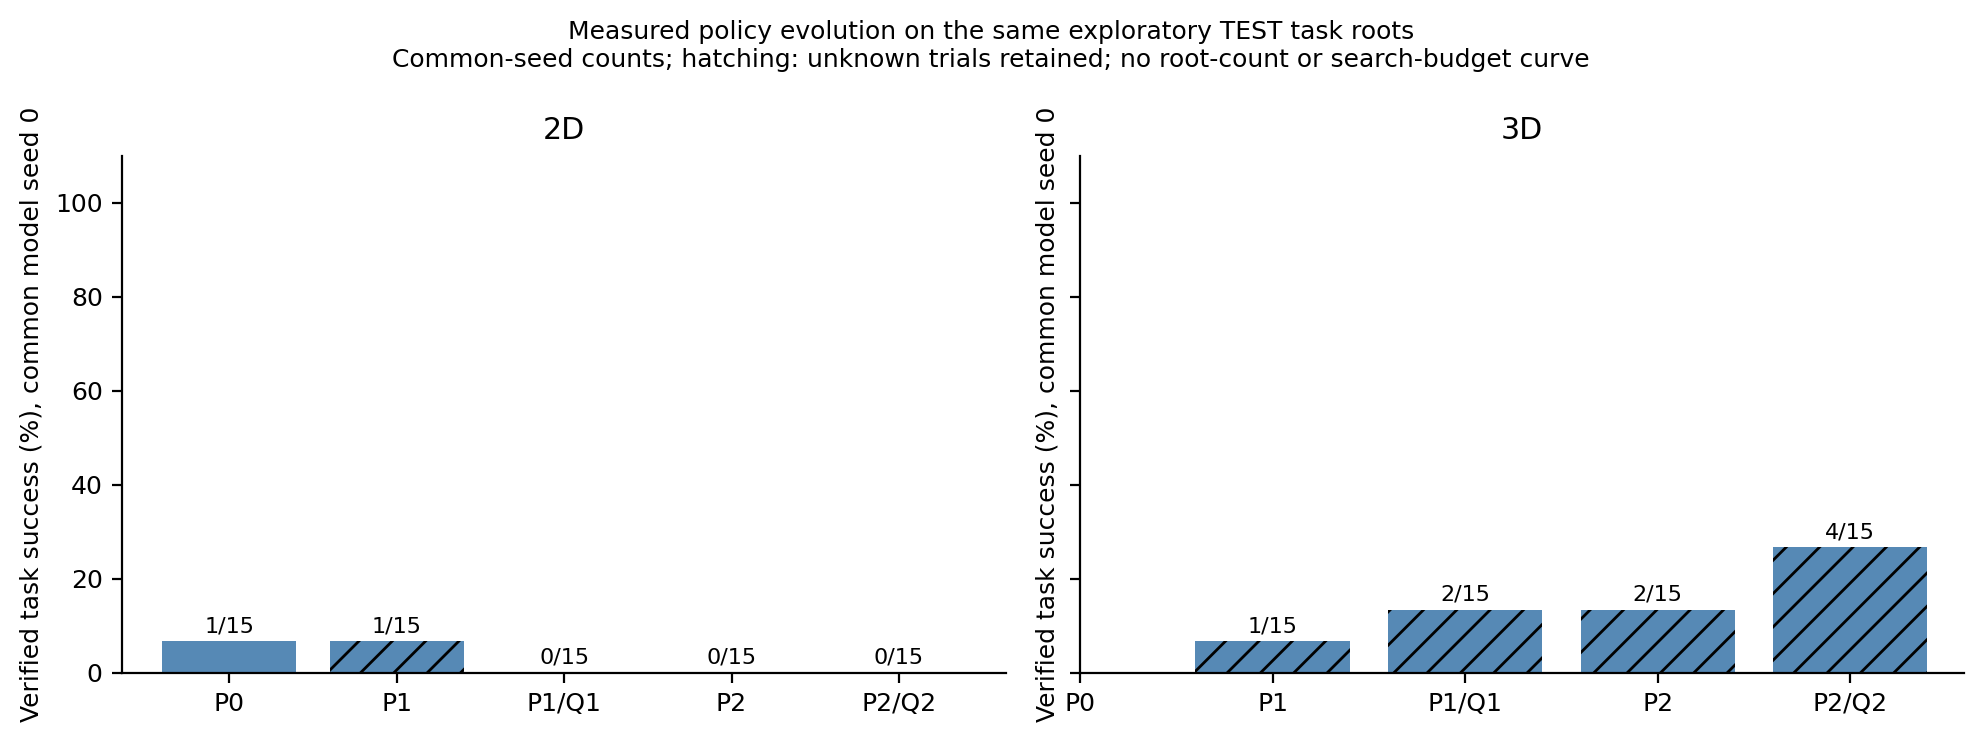 Measured policy evolution on the same exploratory TEST task roots
Common-seed counts; hatching: unknown trials retained; no root-count or search-budget curve
2D
Verified task success (%), common model seed 0
100
80
60
40
20
0
1/15
1/15
0/15
0/15
0/15
P0
P1
P1/Q1
P2
P2/Q2
3D
Verified task success (%), common model seed 0
1/15
2/15
2/15
4/15
P0
P1
P1/Q1
P2
P2/Q2